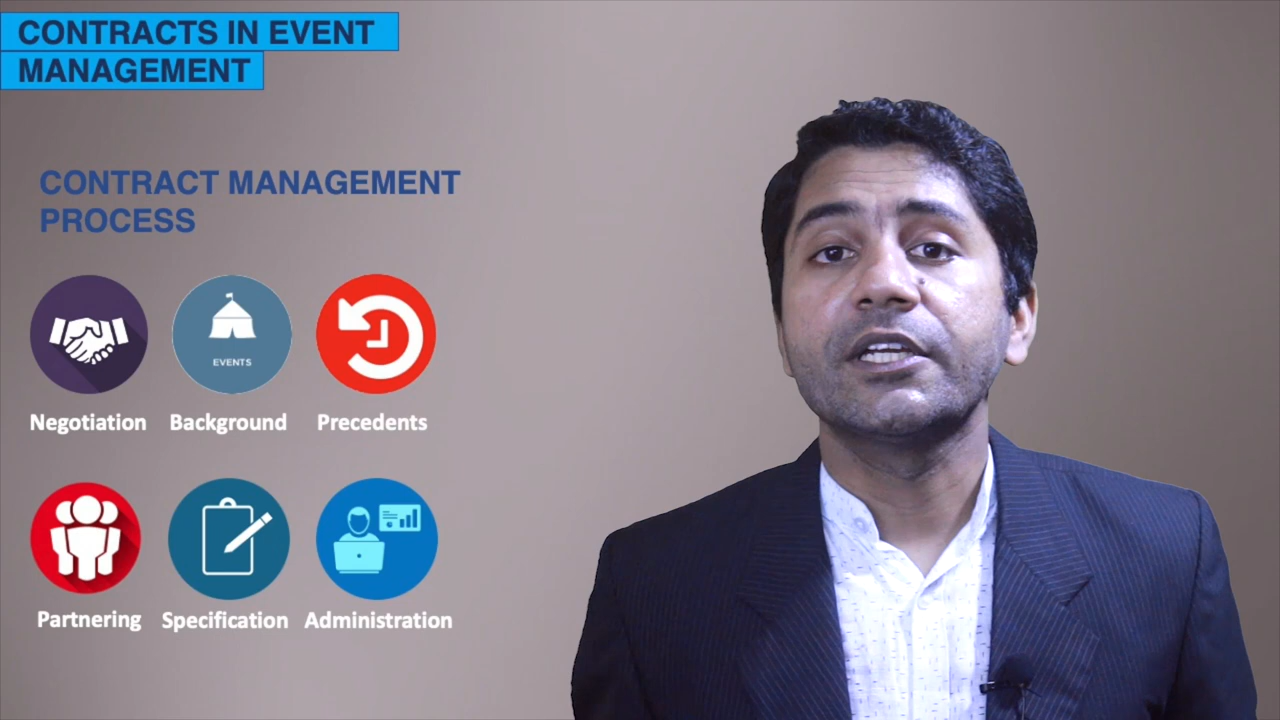 CONTRACTS IN EVENT
MANAGEMENT
CONTRACT MANAGEMENT
PROCESS
EVENTS
Negotiation Background Precedents
Partnering Specification Administration